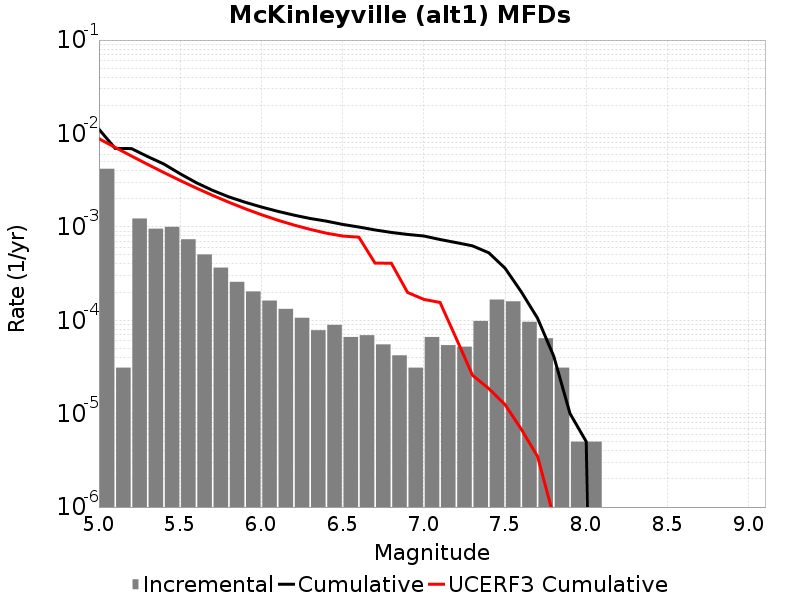 McKinleyville (alt1) MFDs
10-1
10-2
10-3
10-4
10-5
10-6
Rate (1/yr)
5.0 5.5 6.0 6.5 7.0 7.5 8.0 8.5 9.0
Magnitude
Incremental Cumulative UCERF3 Cumulative